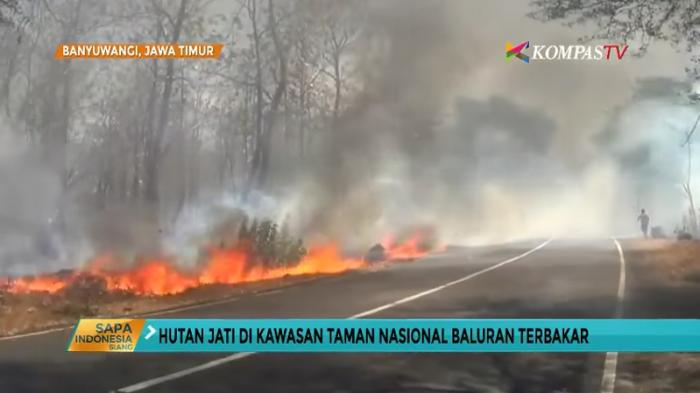 BANYUWANGI, JAWA TIMUR
KOMPASTV
SAPA
INDONESIA
SIANG
HUTAN JATI DI KAWASAN TAMAN NASIONAL BALURAN TERBAKAR